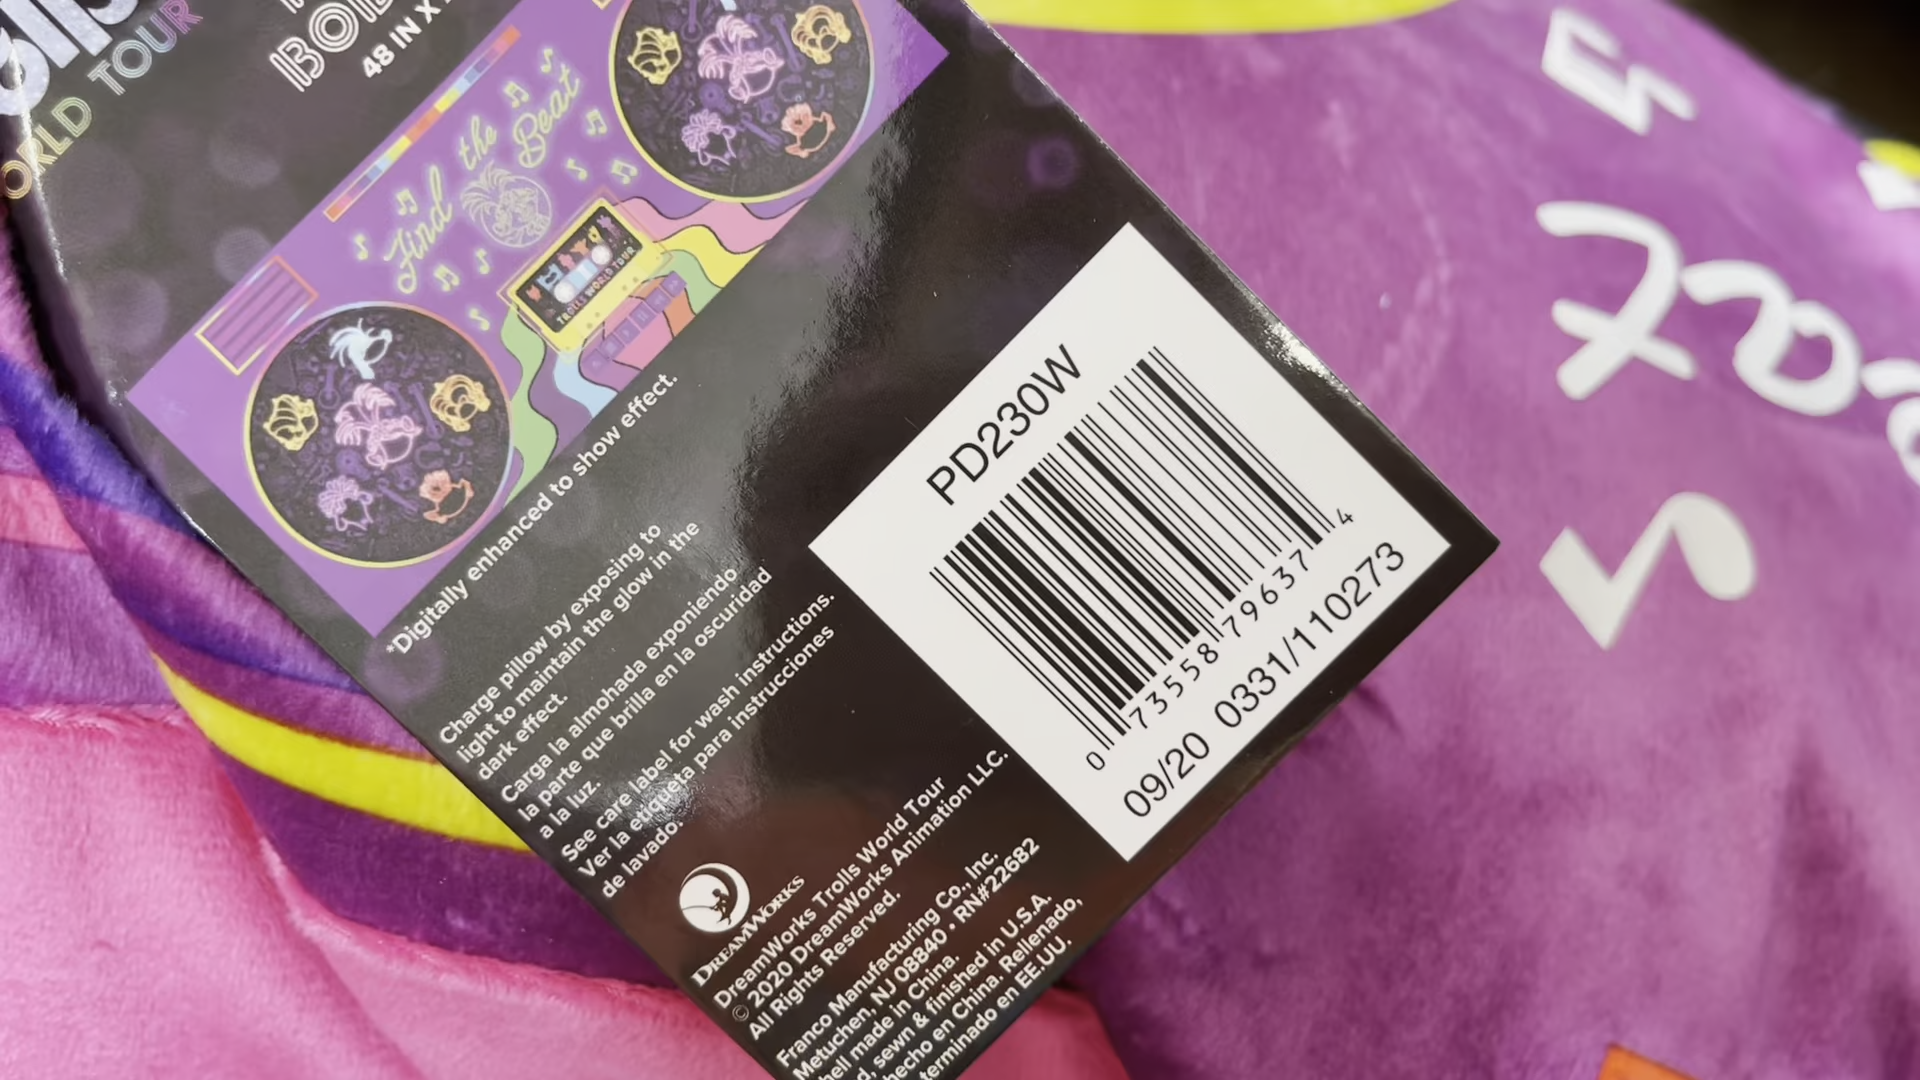 WORLD TOUR
48 IN X
Find the Beat
TROLLS WORLD TOUR
*Digitally enhanced to show effect.
Charge pillow by exposing to
light to maintain the glow in the
dark effect.
Carga la almohada exponiendo
la parte que brilla en la oscuridad
a la luz.
See care label for wash instructions.
Ver la etiqueta para instrucciones
de lavado.
DREAMWORKS
DreamWorks Trolls World Tour
© 2020 DreamWorks Animation LLC.
All Rights Reserved.
Franco Manufacturing Co., Inc.
Metuchen, NJ 08840 • RN#22682
made in China.
sewn & finished in U.S.A.
hecho en China. Rellenado,
terminado en EE.UU.
PD230W
0 73558 79637 4
09/20 0331/110273